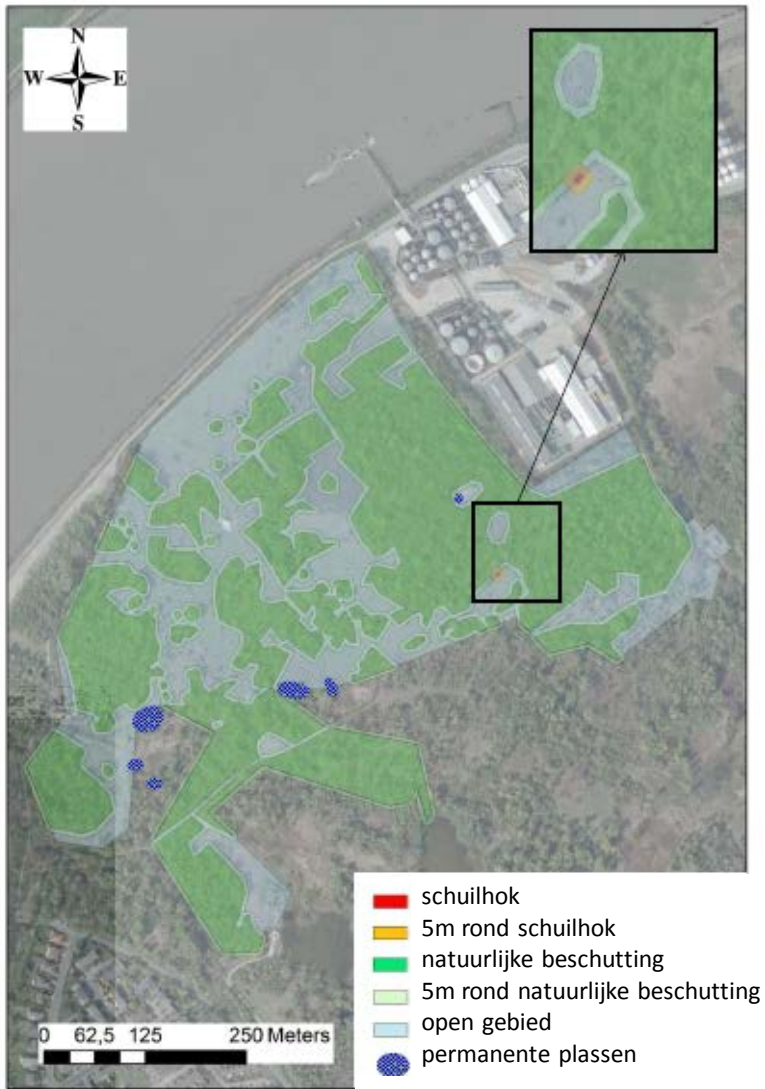 N
W E
S
schuilhok
5m rond schuilhok
natuurlijke beschutting
5m rond natuurlijke beschutting
open gebied
permanente plassen
0 62,5 125 250 Meters